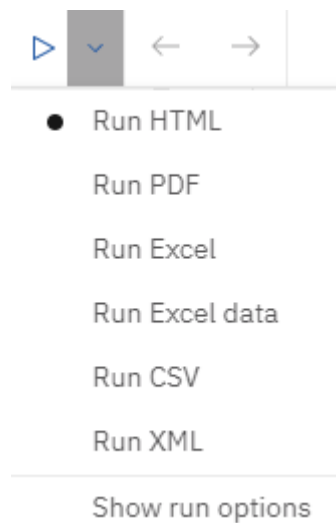 Run HTML
Run PDF
Run Excel
Run Excel data
Run CSV
Run XML
Show run options